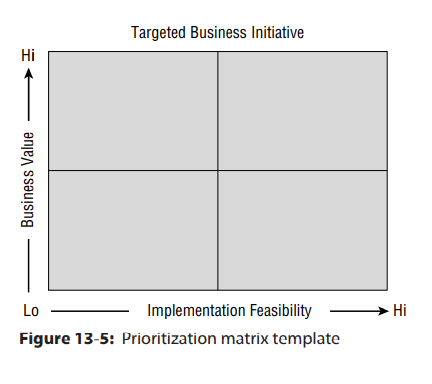 Targeted Business Initiative
Hi
Business Value
Lo
Implementation Feasibility
Hi
Figure 13-5: Prioritization matrix template